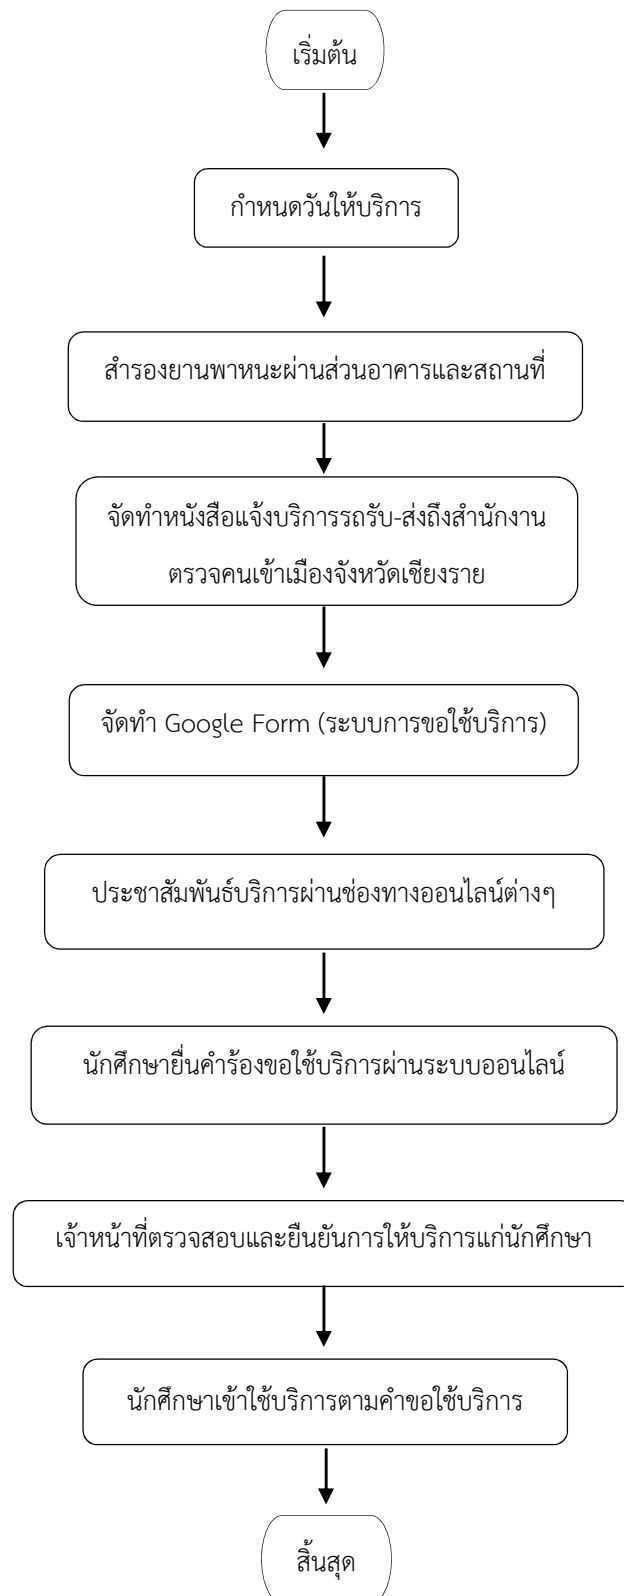 เริ่มต้น
กำหนดวันให้บริการ
สำรองยานพาหนะผ่านส่วนอาคารและสถานที่
จัดทำหนังสือแจ้งบริการรถรับ-ส่งถึงสำนักงาน
ตรวจคนเข้าเมืองจังหวัดเชียงราย
จัดทำ Google Form (ระบบการขอใช้บริการ)
ประชาสัมพันธ์บริการผ่านช่องทางออนไลน์ต่างๆ
นักศึกษายื่นคำร้องขอใช้บริการผ่านระบบออนไลน์
เจ้าหน้าที่ตรวจสอบและยืนยันการให้บริการแก่นักศึกษา
นักศึกษาเข้าใช้บริการตามคำขอใช้บริการ
สิ้นสุด